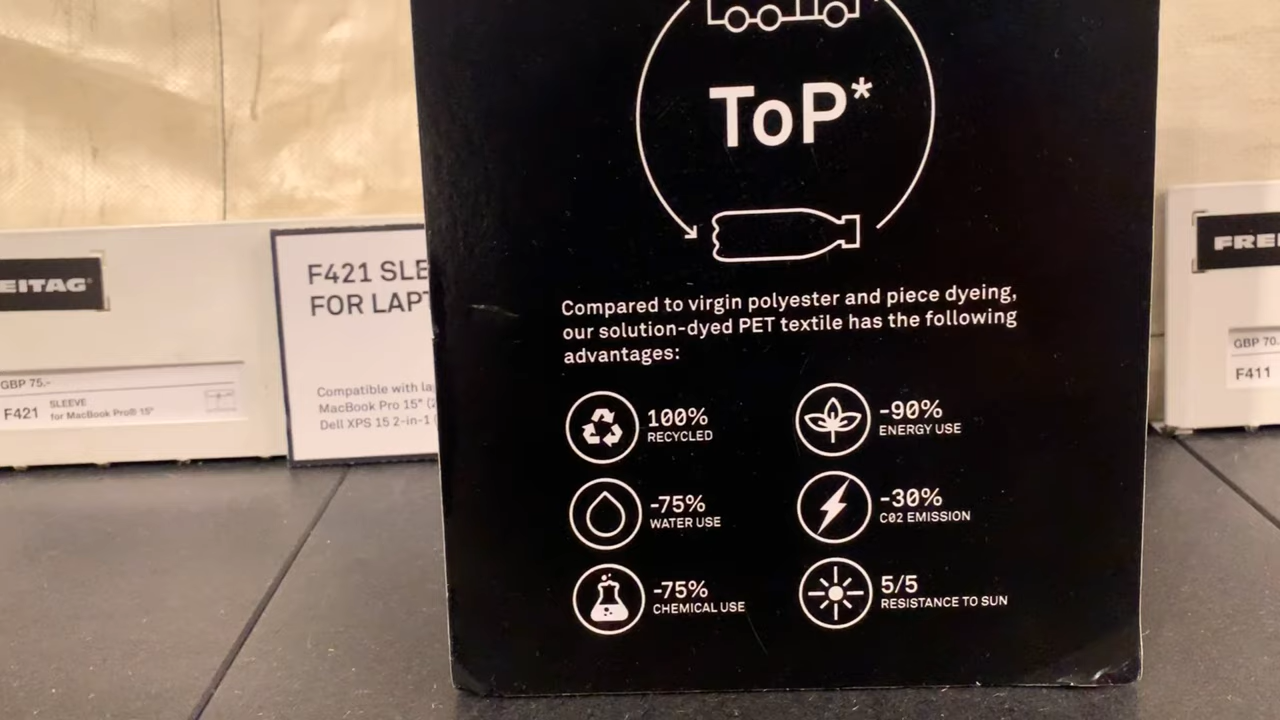 ToP*
Compared to virgin polyester and piece dyeing,
our solution-dyed PET textile has the following
advantages:
100%
RECYCLED
-90%
ENERGY USE
-75%
WATER USE
-30%
C02 EMISSION
-75%
CHEMICAL USE
5/5
RESISTANCE TO SUN
EITAG
GBP 75.-
F421 SLEEVE
for MacBook Pro® 15"
F421 SLE
FOR LAPT
Compatible with la
MacBook Pro 15" (2
Dell XPS 15 2-in-1 (
FREI
GBP 70.
F411